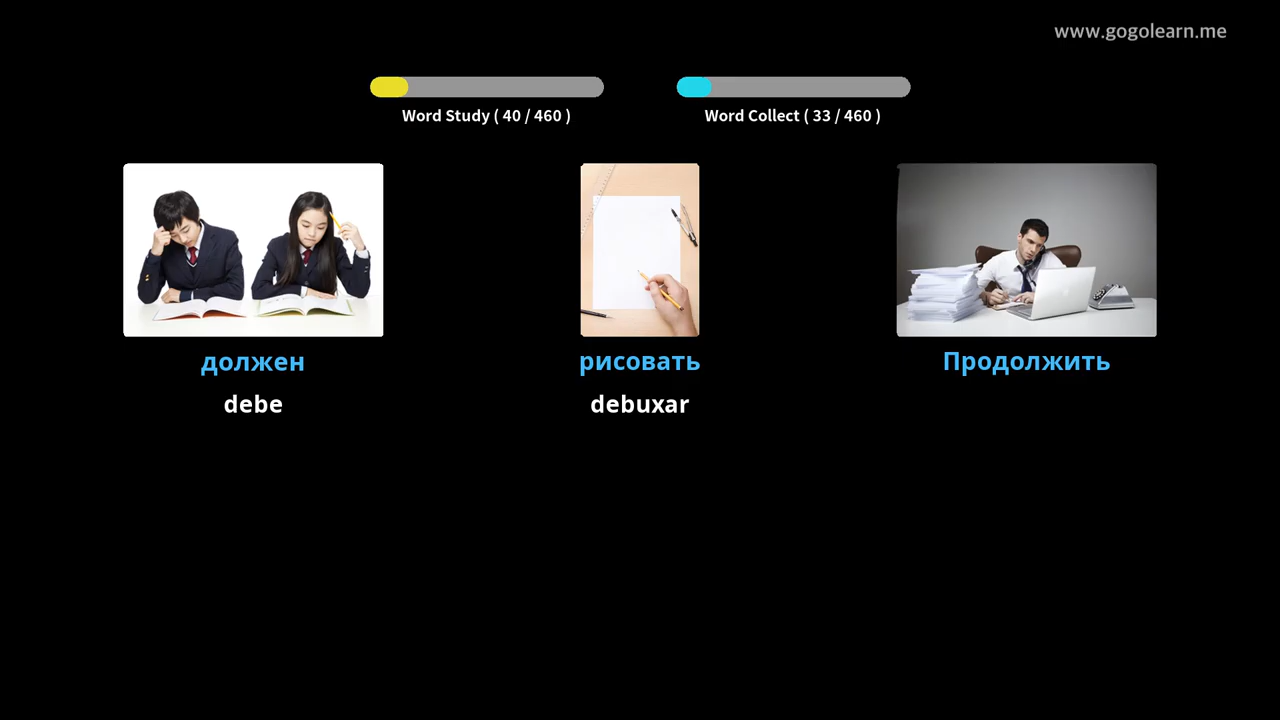 www.gogolearn.me
Word Study ( 40 / 460 )
Word Collect ( 33 / 460 )
должен
рисовать
Продолжить
debe
debuxar